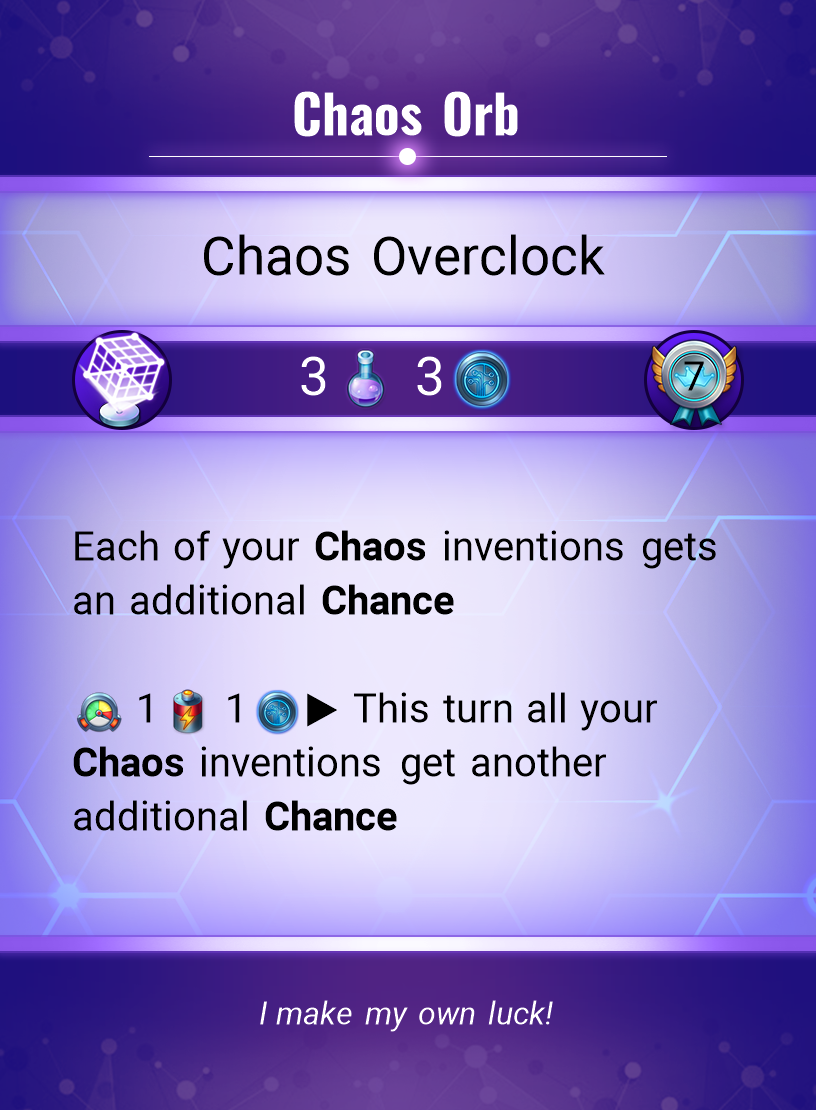 Chaos Orb
Chaos Overclock
3 3 7
Each of your Chaos inventions gets
an additional Chance
1 1 ▶ This turn all your
Chaos inventions get another
additional Chance
I make my own luck!